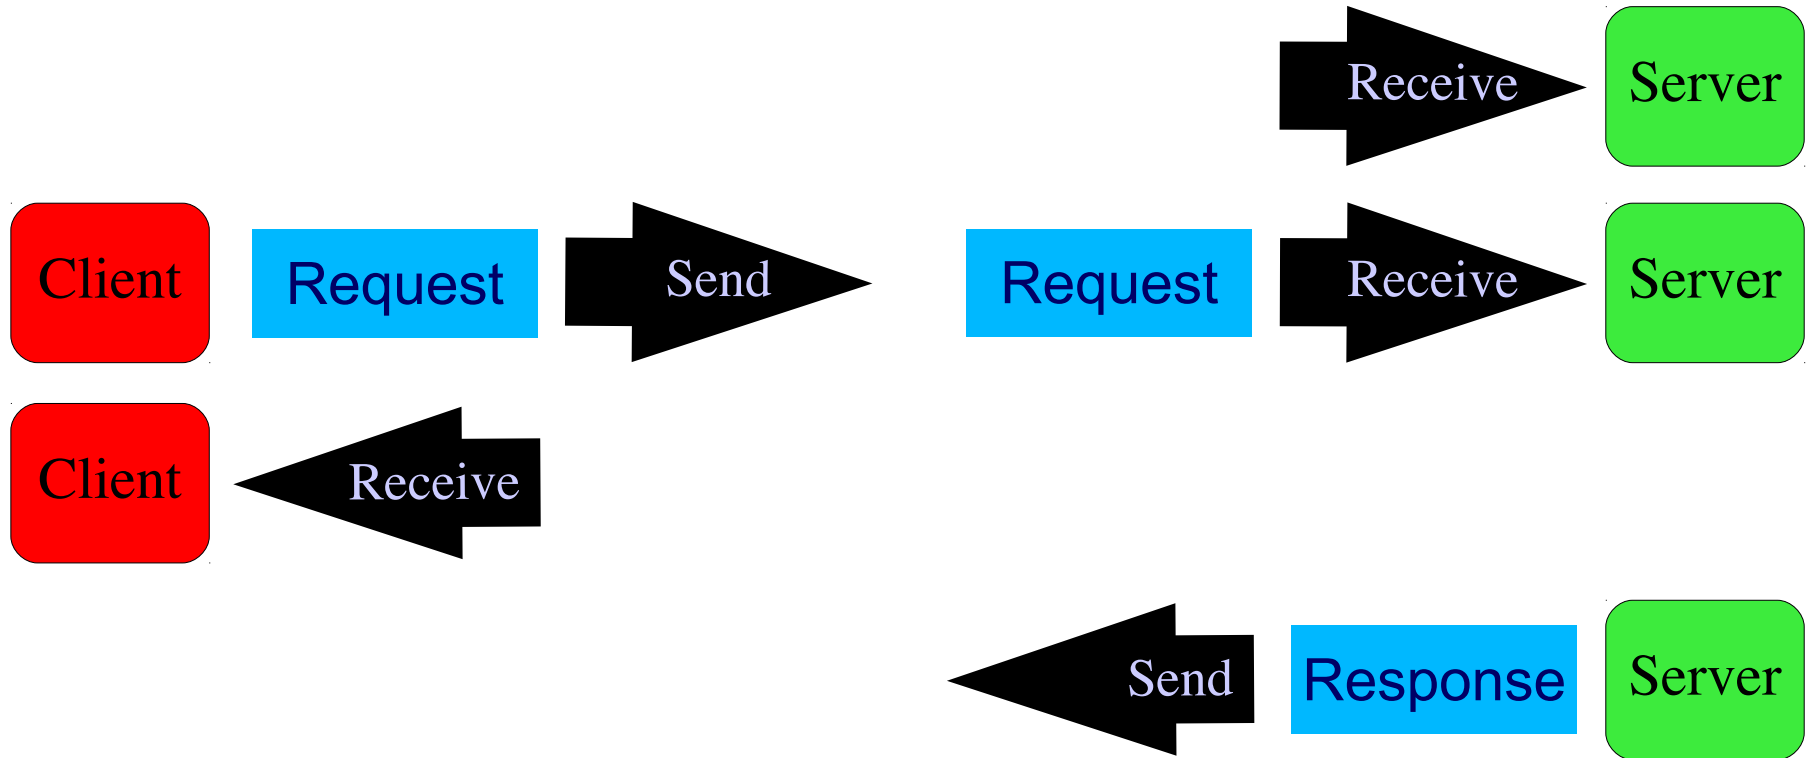 Receive Server
Client Request Send Request Receive Server
Client Receive
Send Response Server